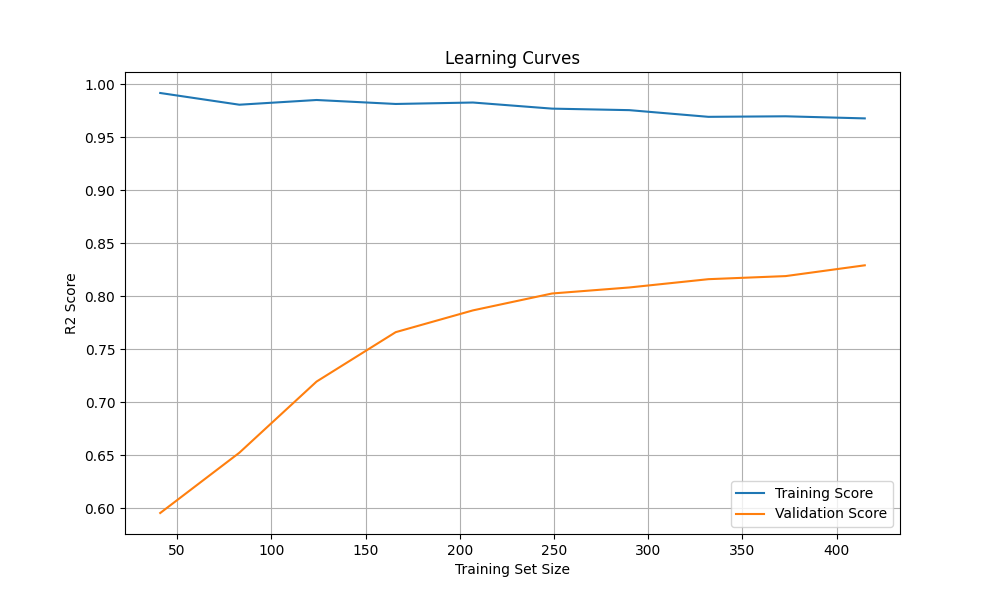 Learning Curves
1.00
0.95
0.90
0.85
0.80
0.75
0.70
0.65
0.60
R2 Score
Training Score
Validation Score
50 100 150 200 250 300 350 400
Training Set Size